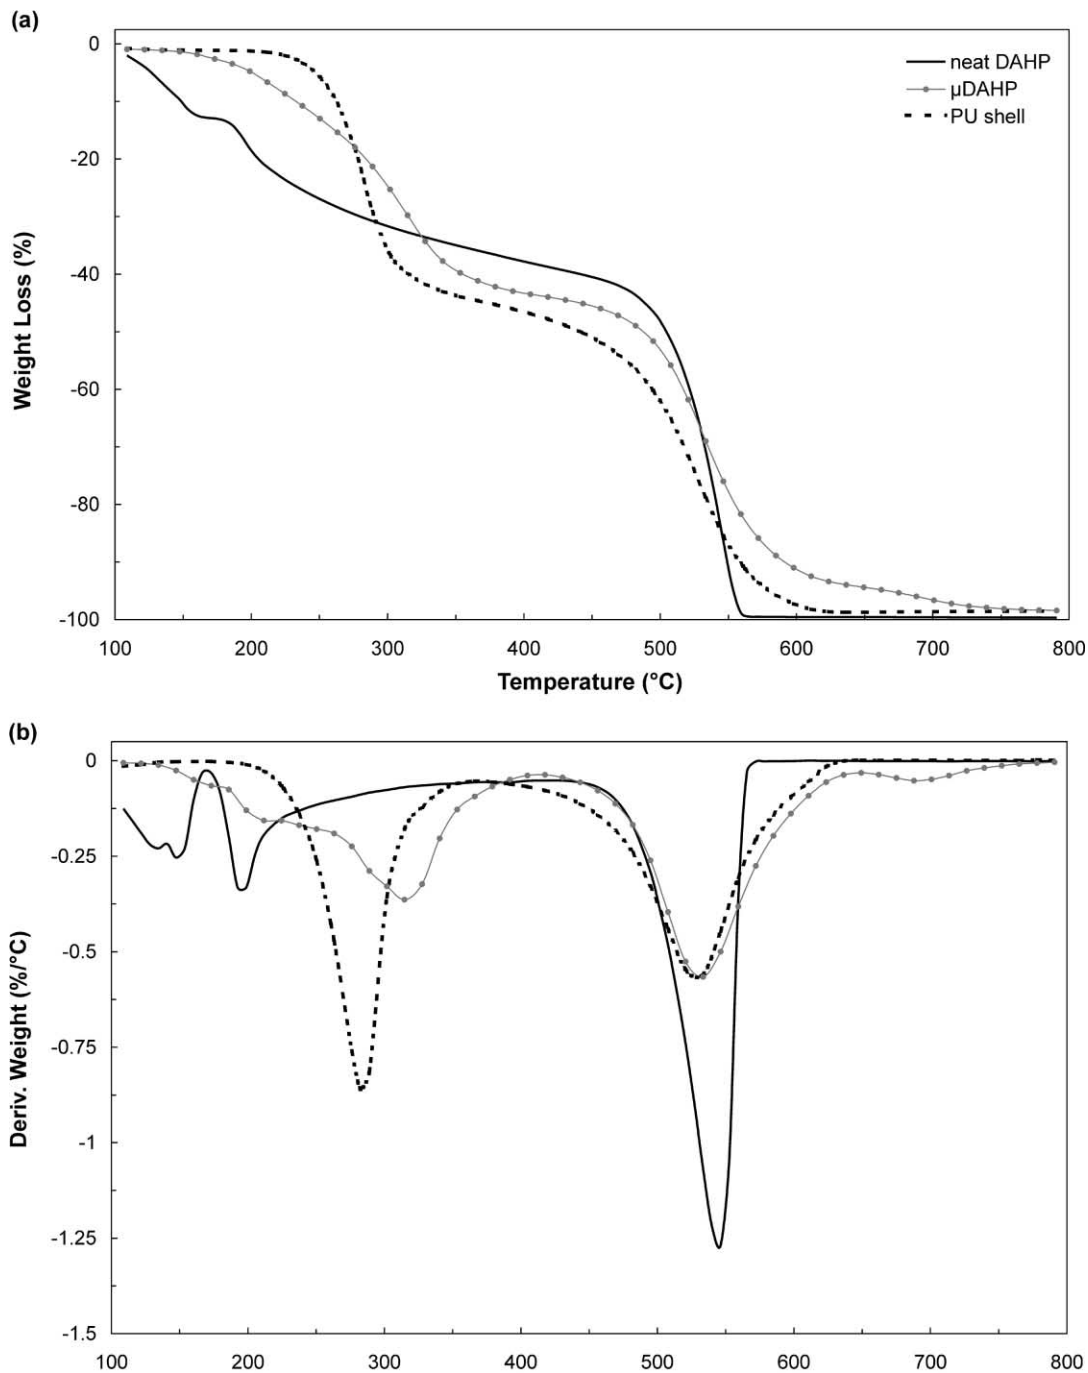 (a)
0
-20
-40
-60
-80
-100
Weight Loss (%)
neat DAHP
µDAHP
PU shell
100 200 300 400 500 600 700 800
Temperature (°C)
(b)
0
-0.25
-0.5
-0.75
-1
-1.25
-1.5
Deriv. Weight (%/°C)
100 200 300 400 500 600 700 800